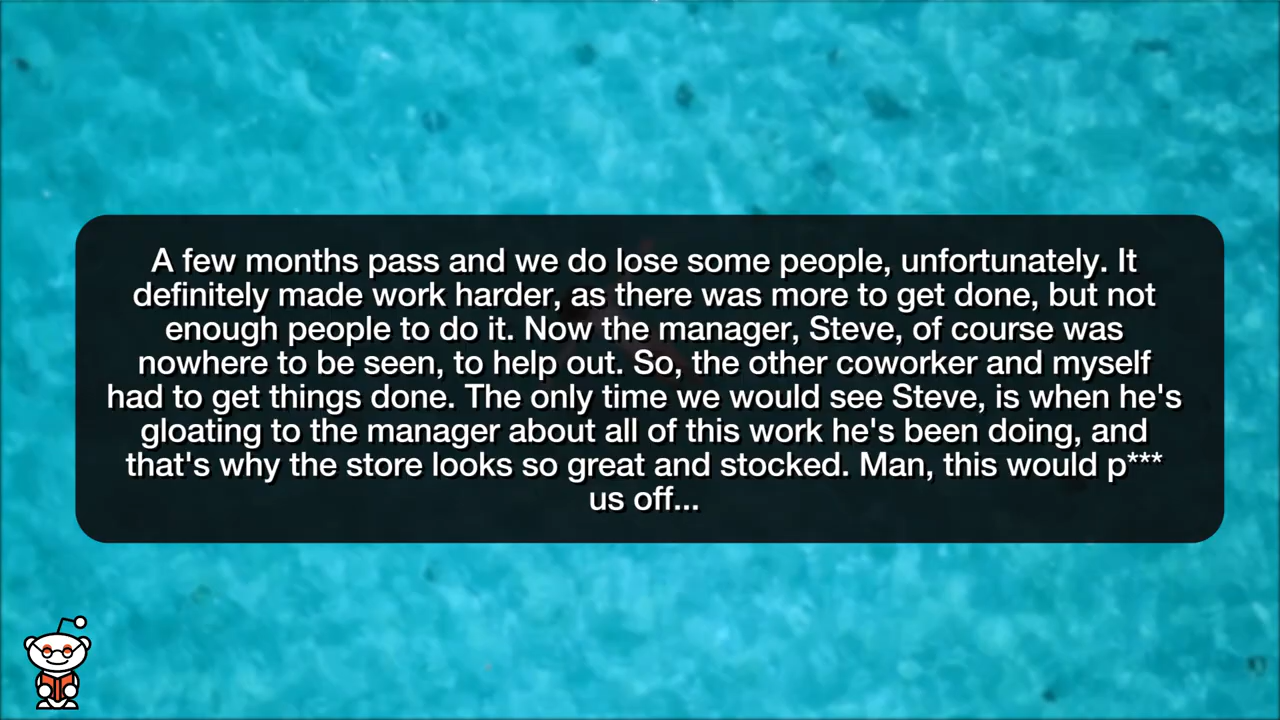 A few months pass and we do lose some people, unfortunately. It
definitely made work harder, as there was more to get done, but not
enough people to do it. Now the manager, Steve, of course was
nowhere to be seen, to help out. So, the other coworker and myself
had to get things done. The only time we would see Steve, is when he's
gloating to the manager about all of this work he's been doing, and
that's why the store looks so great and stocked. Man, this would p***
us off...